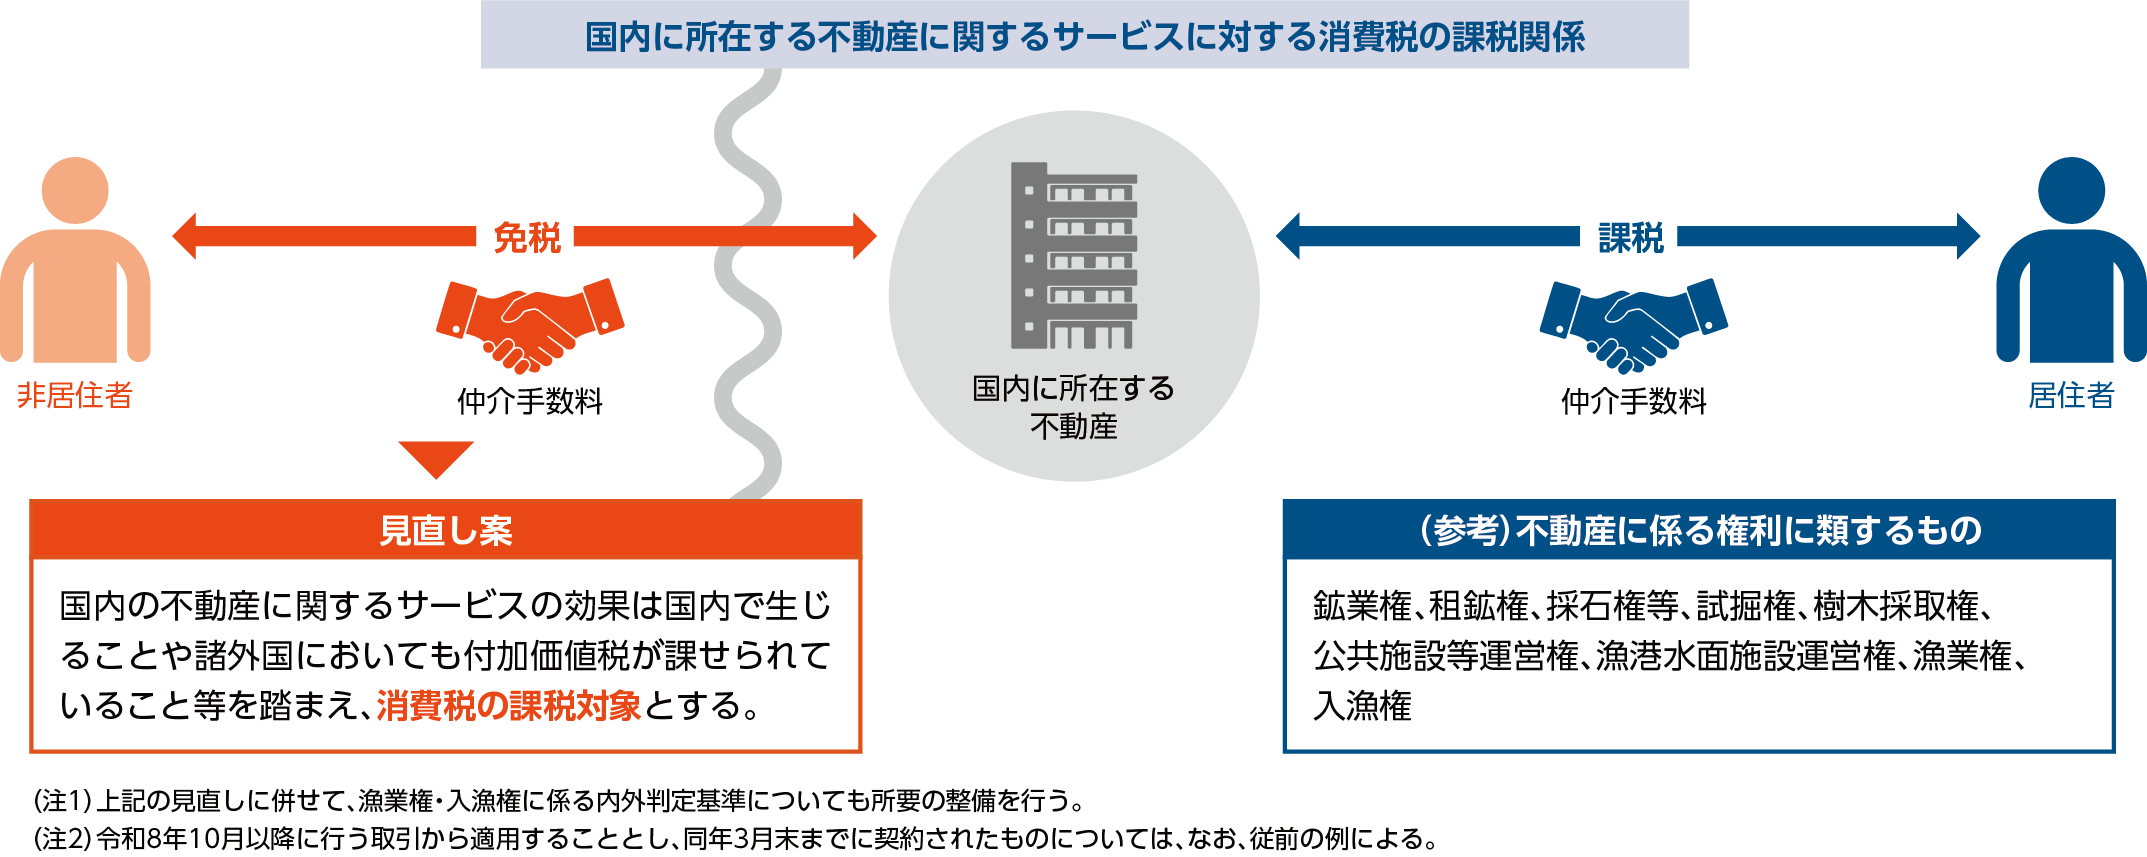 国内に所在する不動産に関するサービスに対する消費税の課税関係
免税
課税
非居住者
仲介手数料
国内に所在する
不動産
仲介手数料
居住者
見直し案
国内の不動産に関するサービスの効果は国内で生じ
ることや諸外国においても付加価値税が課せられて
いること等を踏まえ、消費税の課税対象とする。
（参考）不動産に係る権利に類するもの
鉱業権、租鉱権、採石権等、試掘権、樹木採取権、
公共施設等運営権、漁港水面施設運営権、漁業権、
入漁権
（注1）上記の見直しに併せて、漁業権・入漁権に係る内外判定基準についても所要の整備を行う。
（注2）令和8年10月以降に行う取引から適用することとし、同年3月末までに契約されたものについては、なお、従前の例による。